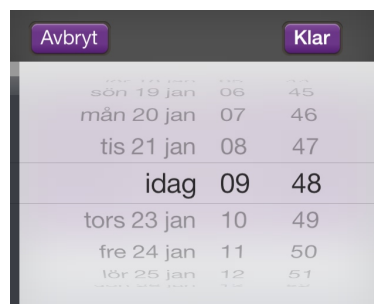 Avbryt Klar
sön 19 jan 06 45
mån 20 jan 07 46
tis 21 jan 08 47
idag 09 48
tors 23 jan 10 49
fre 24 jan 11 50
lör 25 jan 12 51